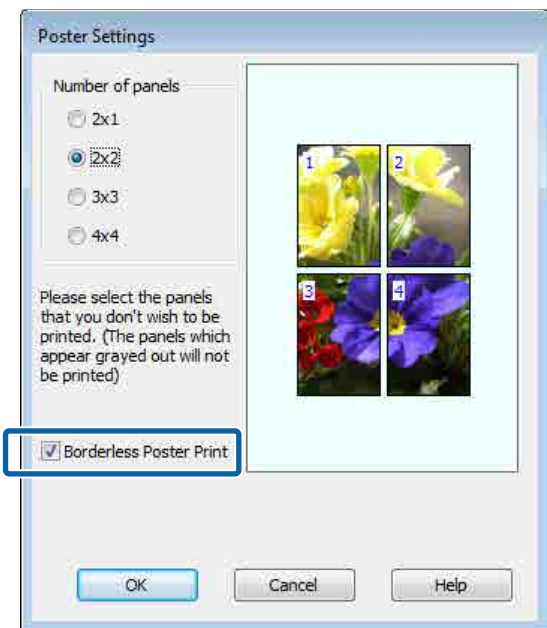 Poster Settings
Number of panels
2x1
2x2
3x3
4x4
Please select the panels
that you don't wish to be
printed. (The panels which
appear grayed out will not
be printed)
Borderless Poster Print
1
2
3
4
OK
Cancel
Help